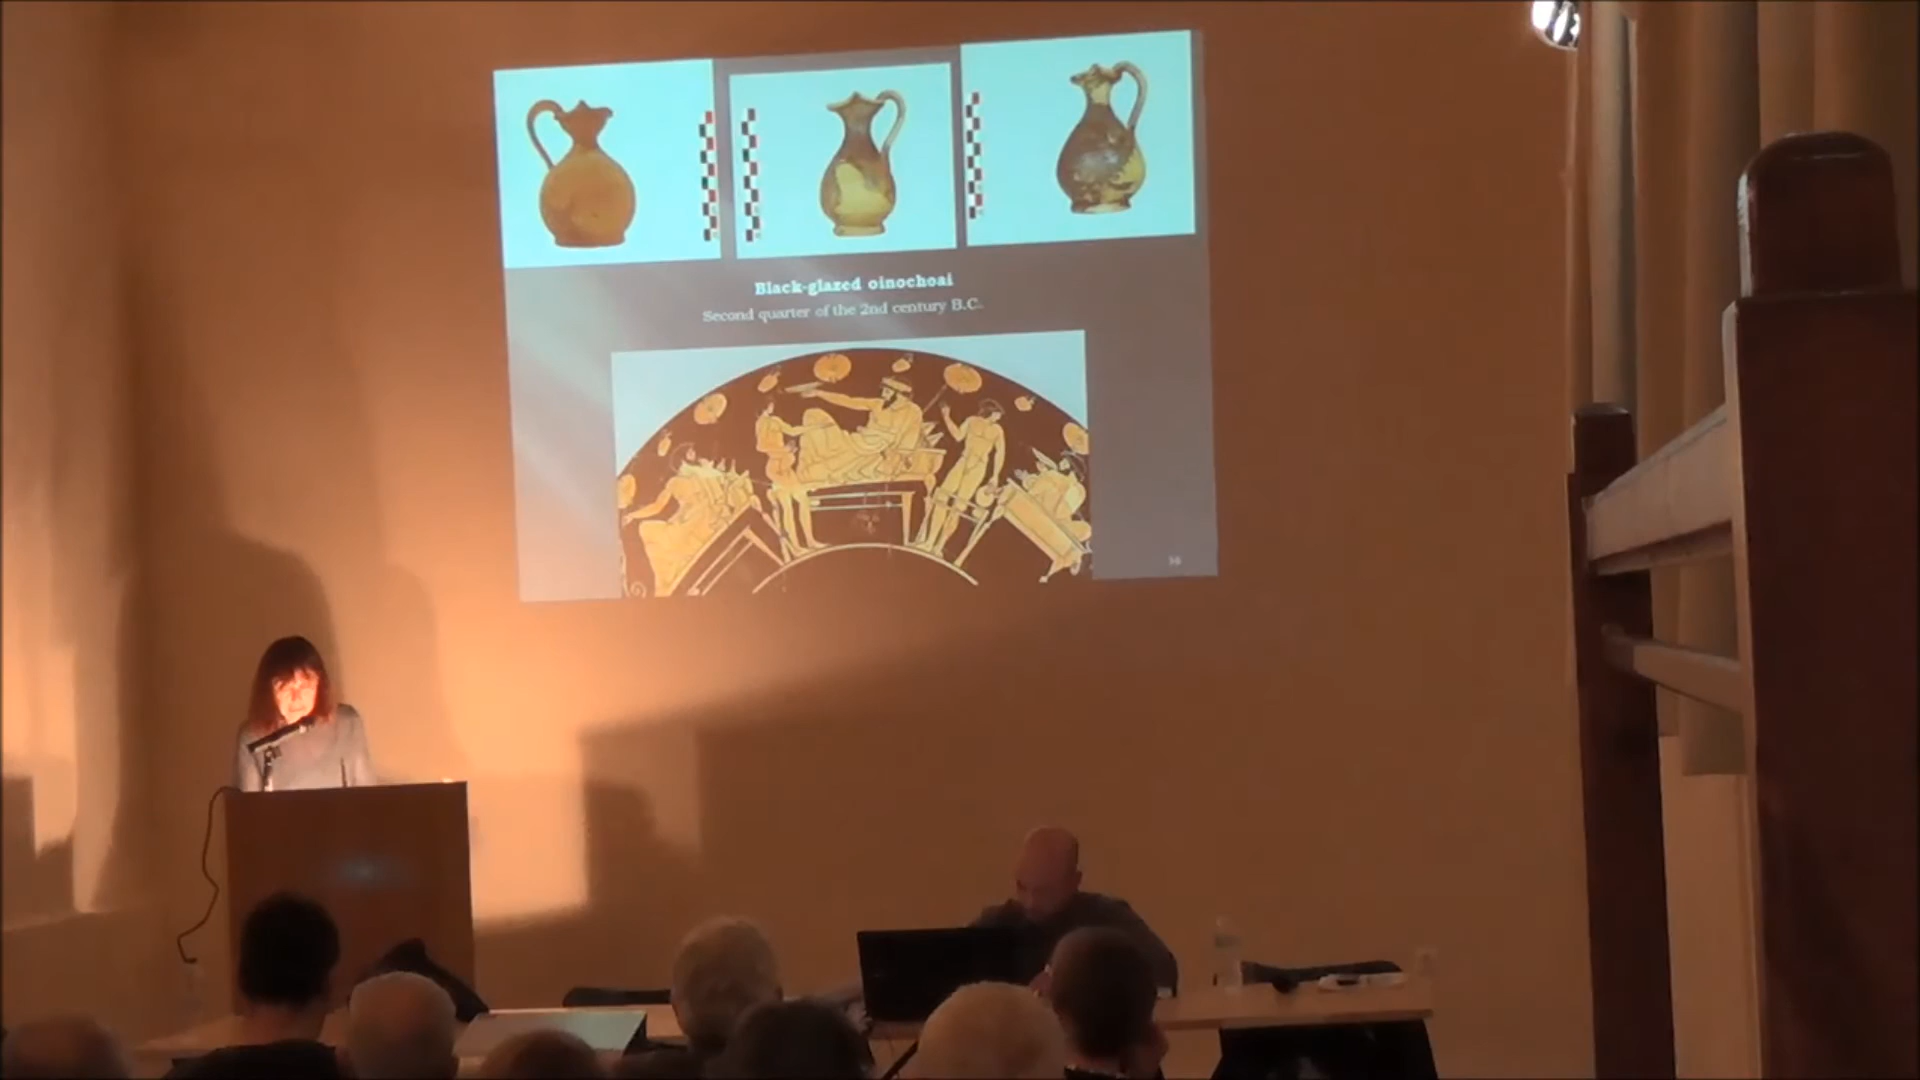 Black-glazed oinochoai
Second quarter of the 2nd century B.C.